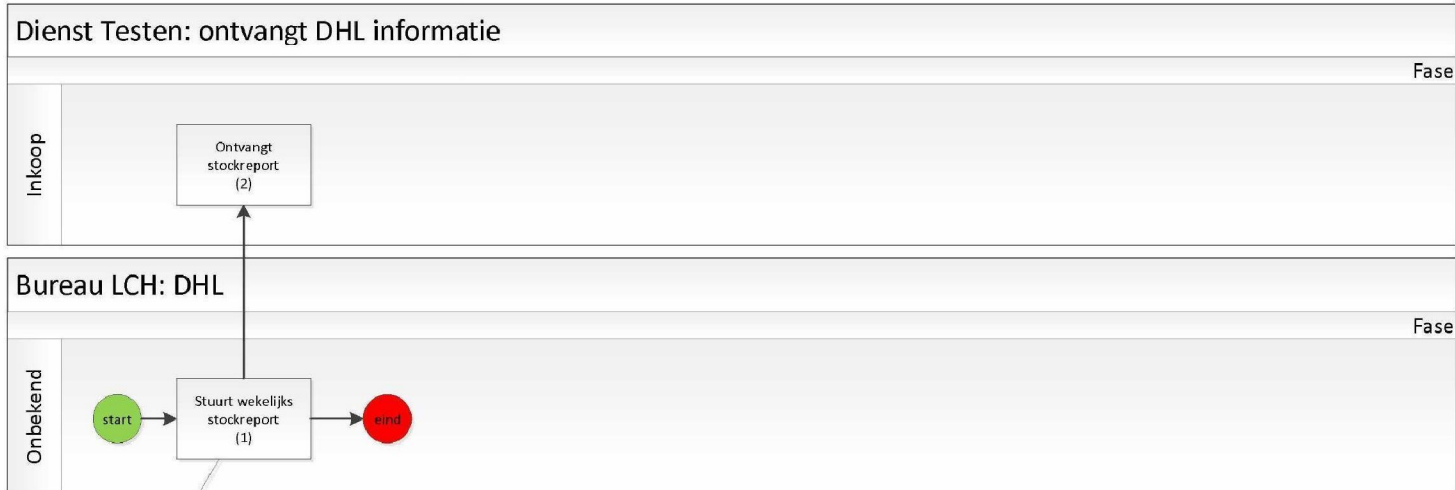 Dienst Testen: ontvangt DHL informatie
Fase
Inkoop
Ontvangt
stockreport
(2)
Bureau LCH: DHL
Fase
Onbekend
start
Stuurt wekelijks
stockreport
(1)
eind